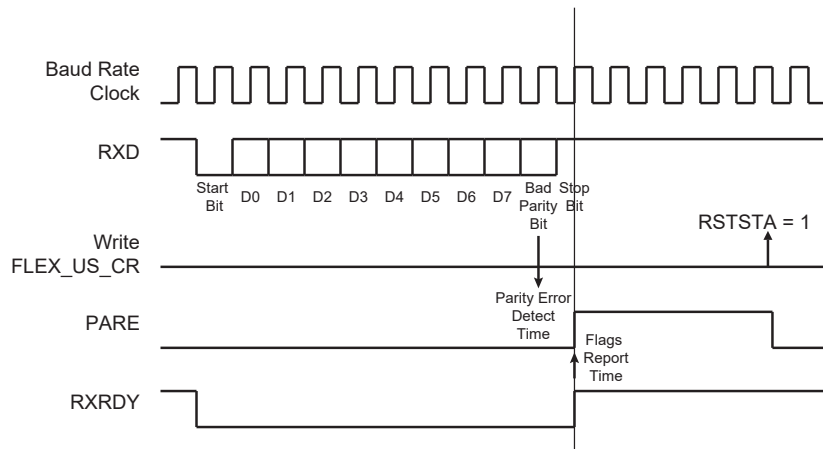 Baud Rate
Clock
RXD
Start
Bit
D0 D1 D2 D3 D4 D5 D6 D7
Bad
Parity
Bit
Stop
Bit
Write
FLEX_US_CR
RSTSTA = 1
Parity Error
Detect
Time
PARE
Flags
Report
Time
RXRDY